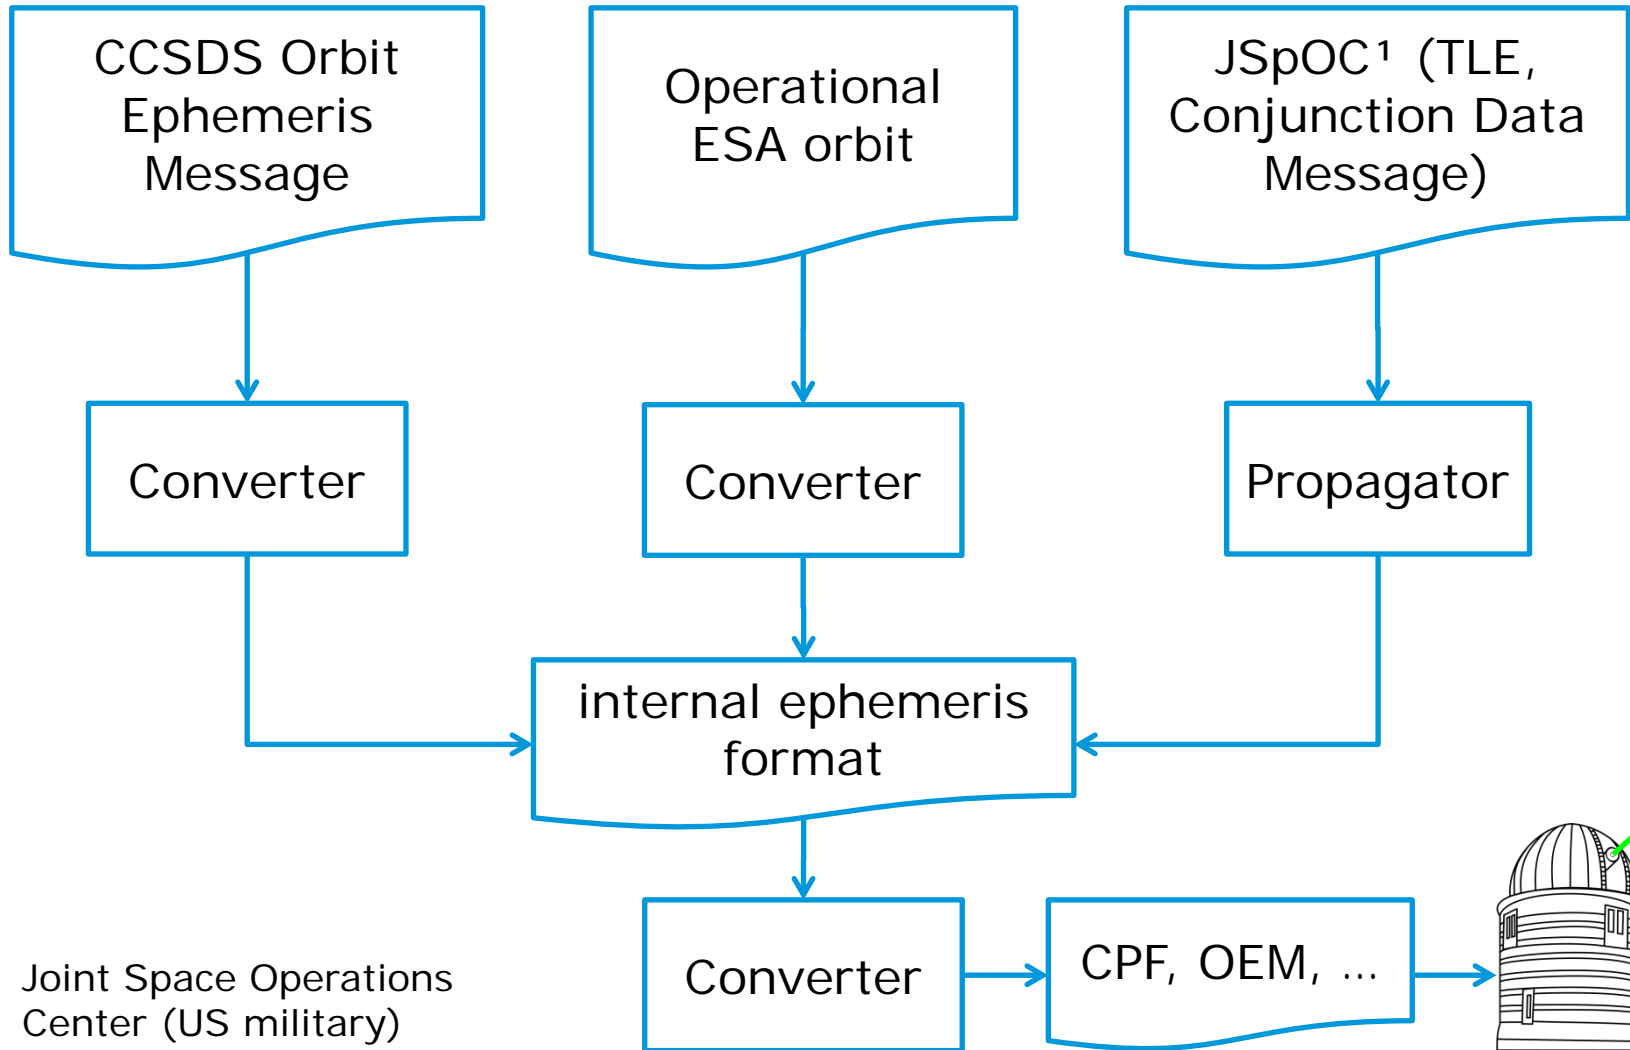 CCSDS Orbit
Ephemeris
Message
Operational
ESA orbit
JSpOC¹ (TLE,
Conjunction Data
Message)
Converter
Converter
Propagator
internal ephemeris
format
Converter
CPF, OEM, …
Joint Space Operations
Center (US military)